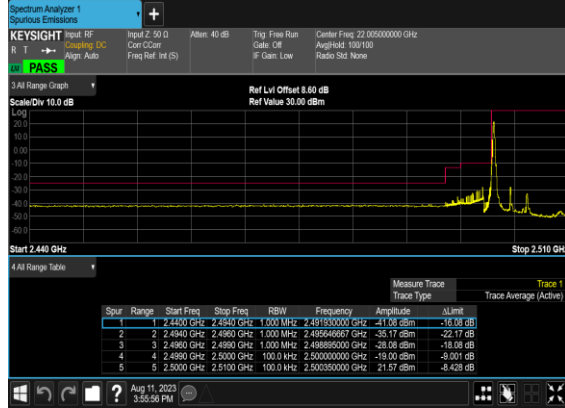 Spectrum Analyzer 1
Spurious Emissions
+
KEYSIGHT Input: RF Input Z: 50 Ω Atten: 40 dB Trig: Free Run Center Freq: 22.005000000 GHz
R T Coupling: DC Corr CCorr Gate: Off Avg|Hold: 100/100
Align: Auto Freq Ref: Int (S) IF Gain: Low Radio Std: None
PASS
3 All Range Graph
Ref Lvl Offset 8.60 dB
Scale/Div 10.0 dB Ref Value 30.00 dBm
Log
20.0
10.0
0.00
-10.0
-20.0
-30.0
-40.0
-50.0
-60.0
Start 2.440 GHz Stop 2.510 GH
4 All Range Table
Measure Trace Trace 1
Trace Type Trace Average (Active)
Spur Range Start Freq Stop Freq RBW Frequency Amplitude ΔLimit
1 1 2.4400 GHz 2.4940 GHz 1.000 MHz 2.491930000 GHz -41.08 dBm -16.08 dB
2 2 2.4940 GHz 2.4960 GHz 1.000 MHz 2.495646667 GHz -35.17 dBm -22.17 dB
3 3 2.4960 GHz 2.4990 GHz 1.000 MHz 2.498895000 GHz -28.08 dBm -18.08 dB
4 4 2.4990 GHz 2.5000 GHz 100.0 kHz 2.500000000 GHz -19.00 dBm -9.001 dB
5 5 2.5000 GHz 2.5100 GHz 100.0 kHz 2.500350000 GHz 21.57 dBm -8.428 dB
? Aug 11, 2023
3:55:56 PM